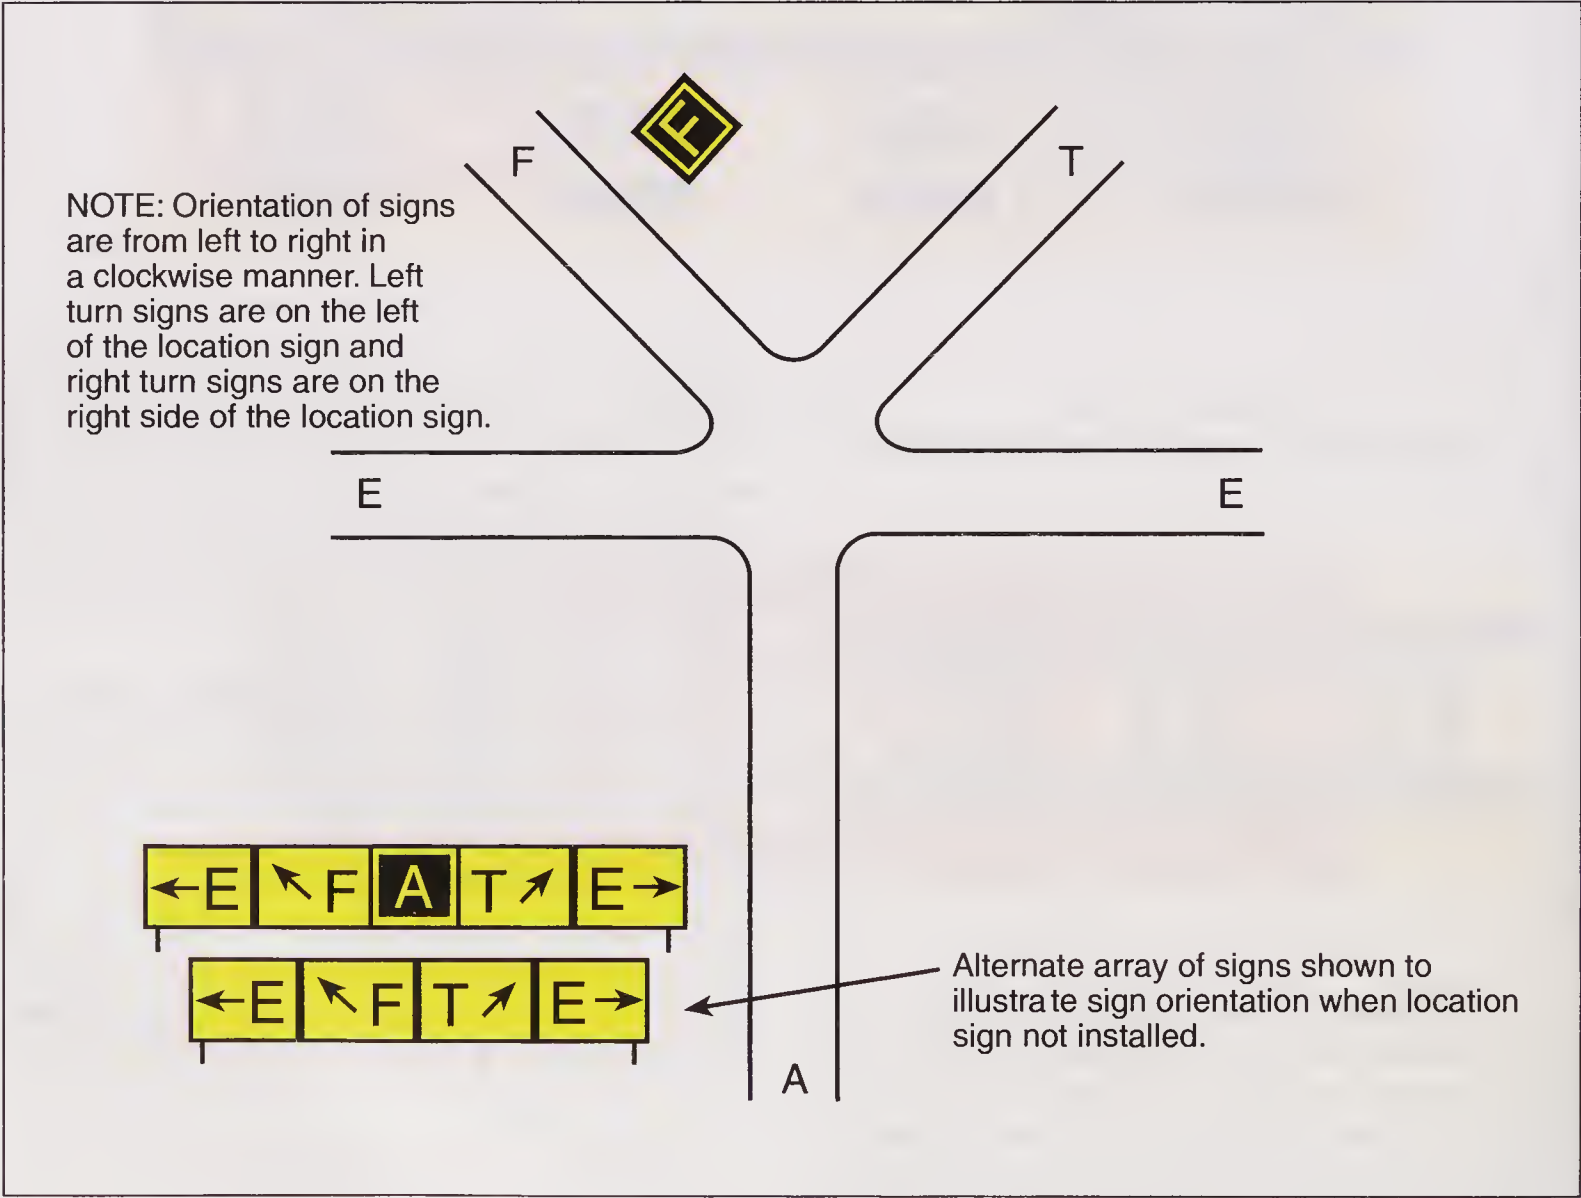 F
F
T
NOTE: Orientation of signs
are from left to right in
a clockwise manner. Left
turn signs are on the left
of the location sign and
right turn signs are on the
right side of the location sign.
E
E
←E ↖F A T↗ E→
←E ↖F T↗ E→
Alternate array of signs shown to
illustrate sign orientation when location
sign not installed.
A